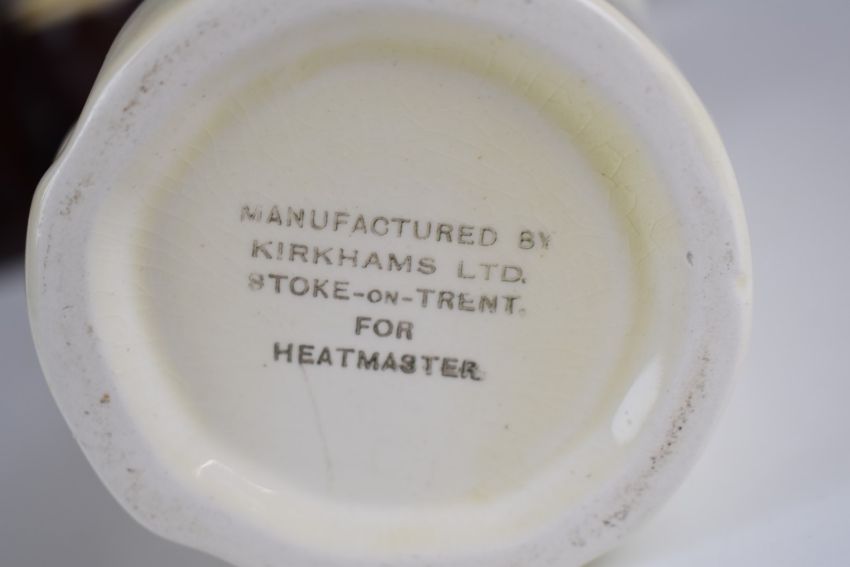 MANUFACTURED BY
KIRKHAMS LTD.
STOKE-ON-TRENT.
FOR
HEATMASTER